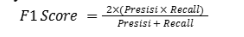 F1 Score = 2×(Presisi × Recall) / Presisi + Recall